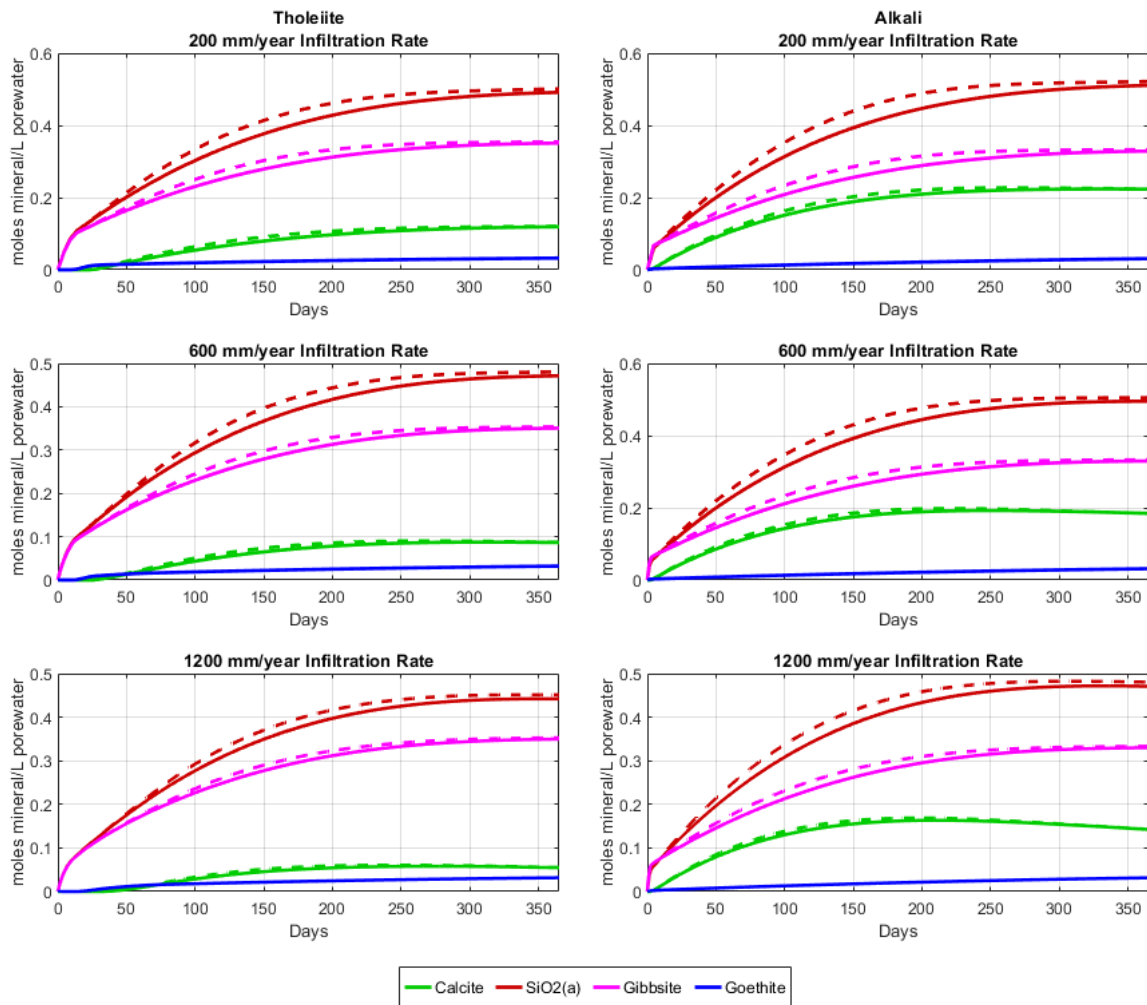 Tholeiite
200 mm/year Infiltration Rate
moles mineral/L porewater
0.6
0.4
0.2
0
0 50 100 150 200 250 300 350
Days
Alkali
200 mm/year Infiltration Rate
moles mineral/L porewater
0.6
0.4
0.2
0
0 50 100 150 200 250 300 350
Days
600 mm/year Infiltration Rate
moles mineral/L porewater
0.5
0.4
0.3
0.2
0.1
0
0 50 100 150 200 250 300 350
Days
600 mm/year Infiltration Rate
moles mineral/L porewater
0.6
0.4
0.2
0
0 50 100 150 200 250 300 350
Days
1200 mm/year Infiltration Rate
moles mineral/L porewater
0.5
0.4
0.3
0.2
0.1
0
0 50 100 150 200 250 300 350
Days
1200 mm/year Infiltration Rate
moles mineral/L porewater
0.5
0.4
0.3
0.2
0.1
0
0 50 100 150 200 250 300 350
Days
Calcite SiO2(a) Gibbsite Goethite